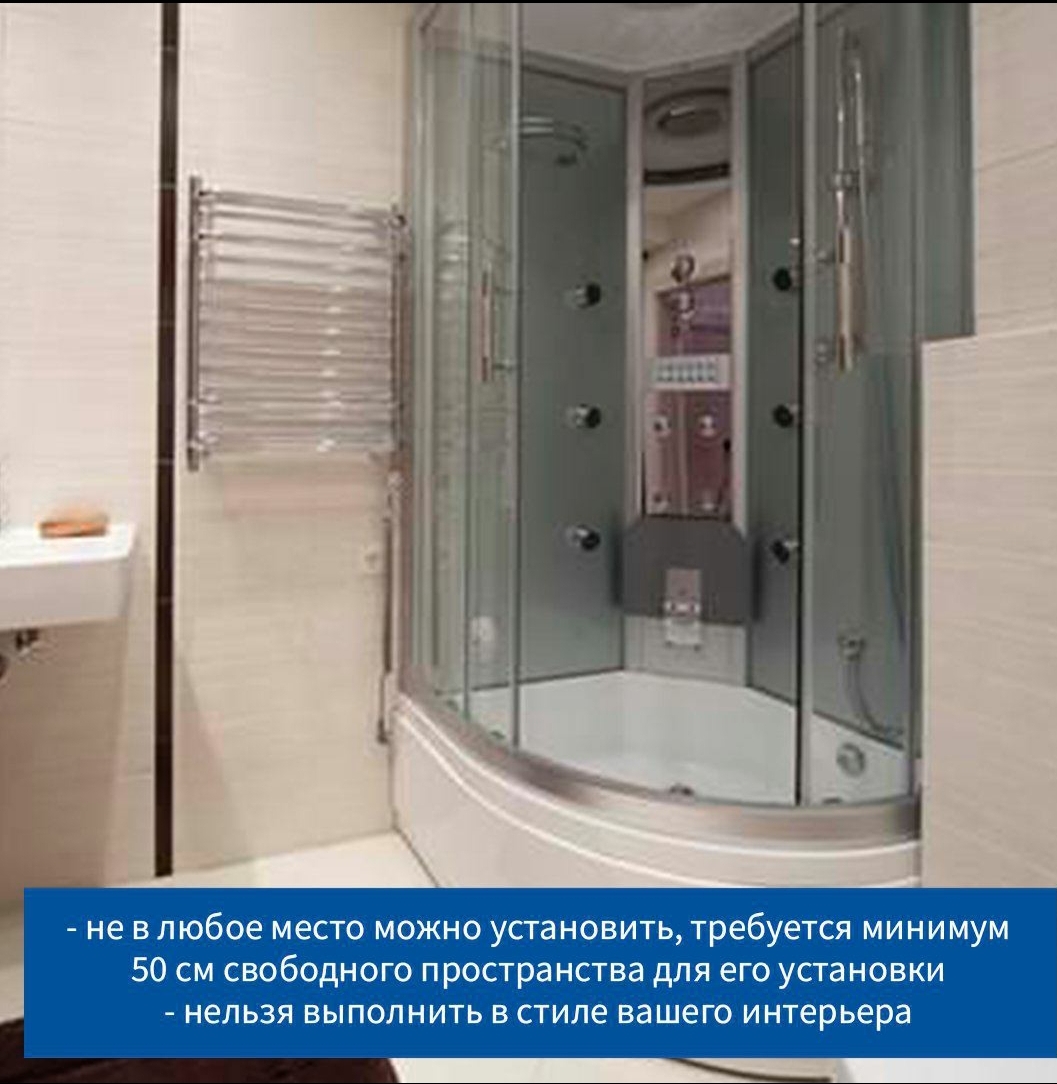 - не в любое место можно установить, требуется минимум
50 см свободного пространства для его установки
- нельзя выполнить в стиле вашего интерьера